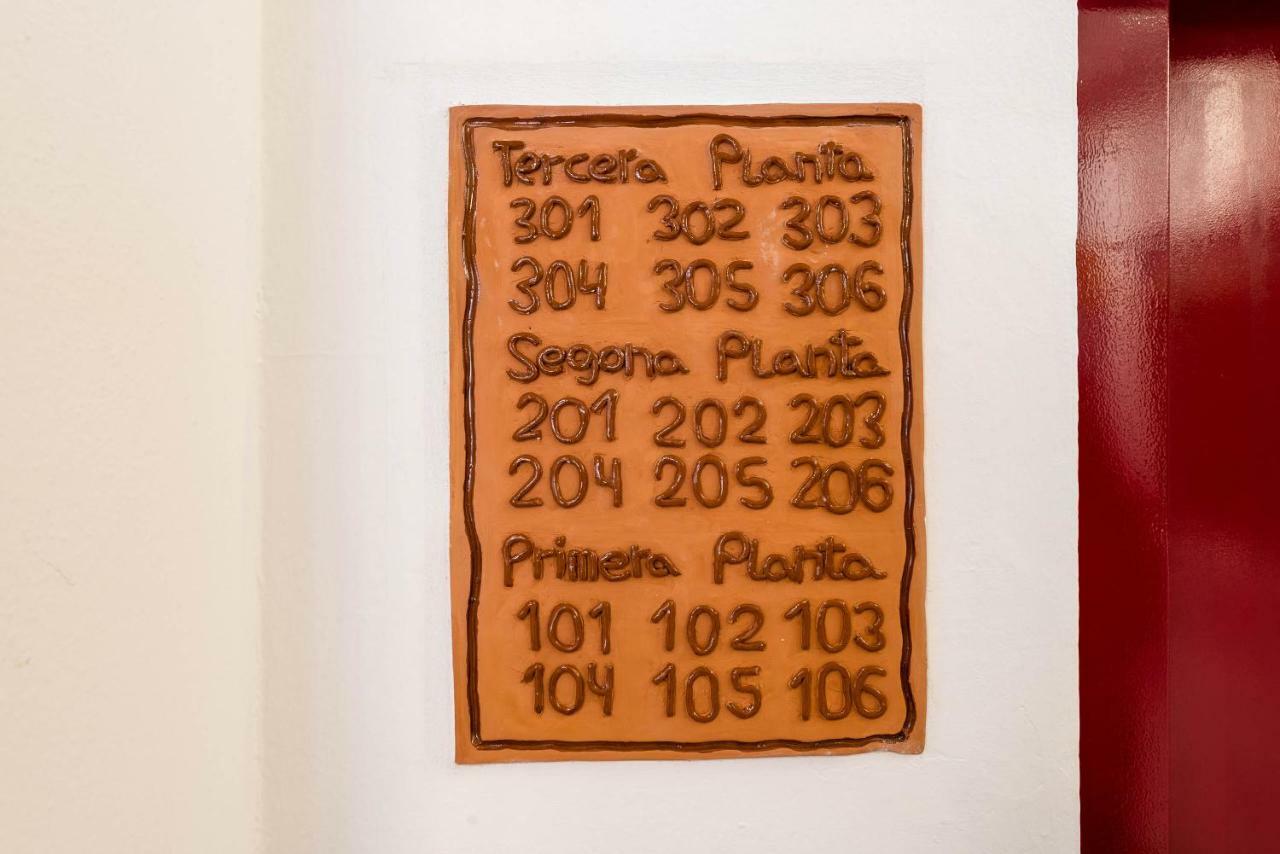 Tercera Planta
301 302 303
304 305 306
Segona Planta
201 202 203
204 205 206
Primera Planta
101 102 103
104 105 106